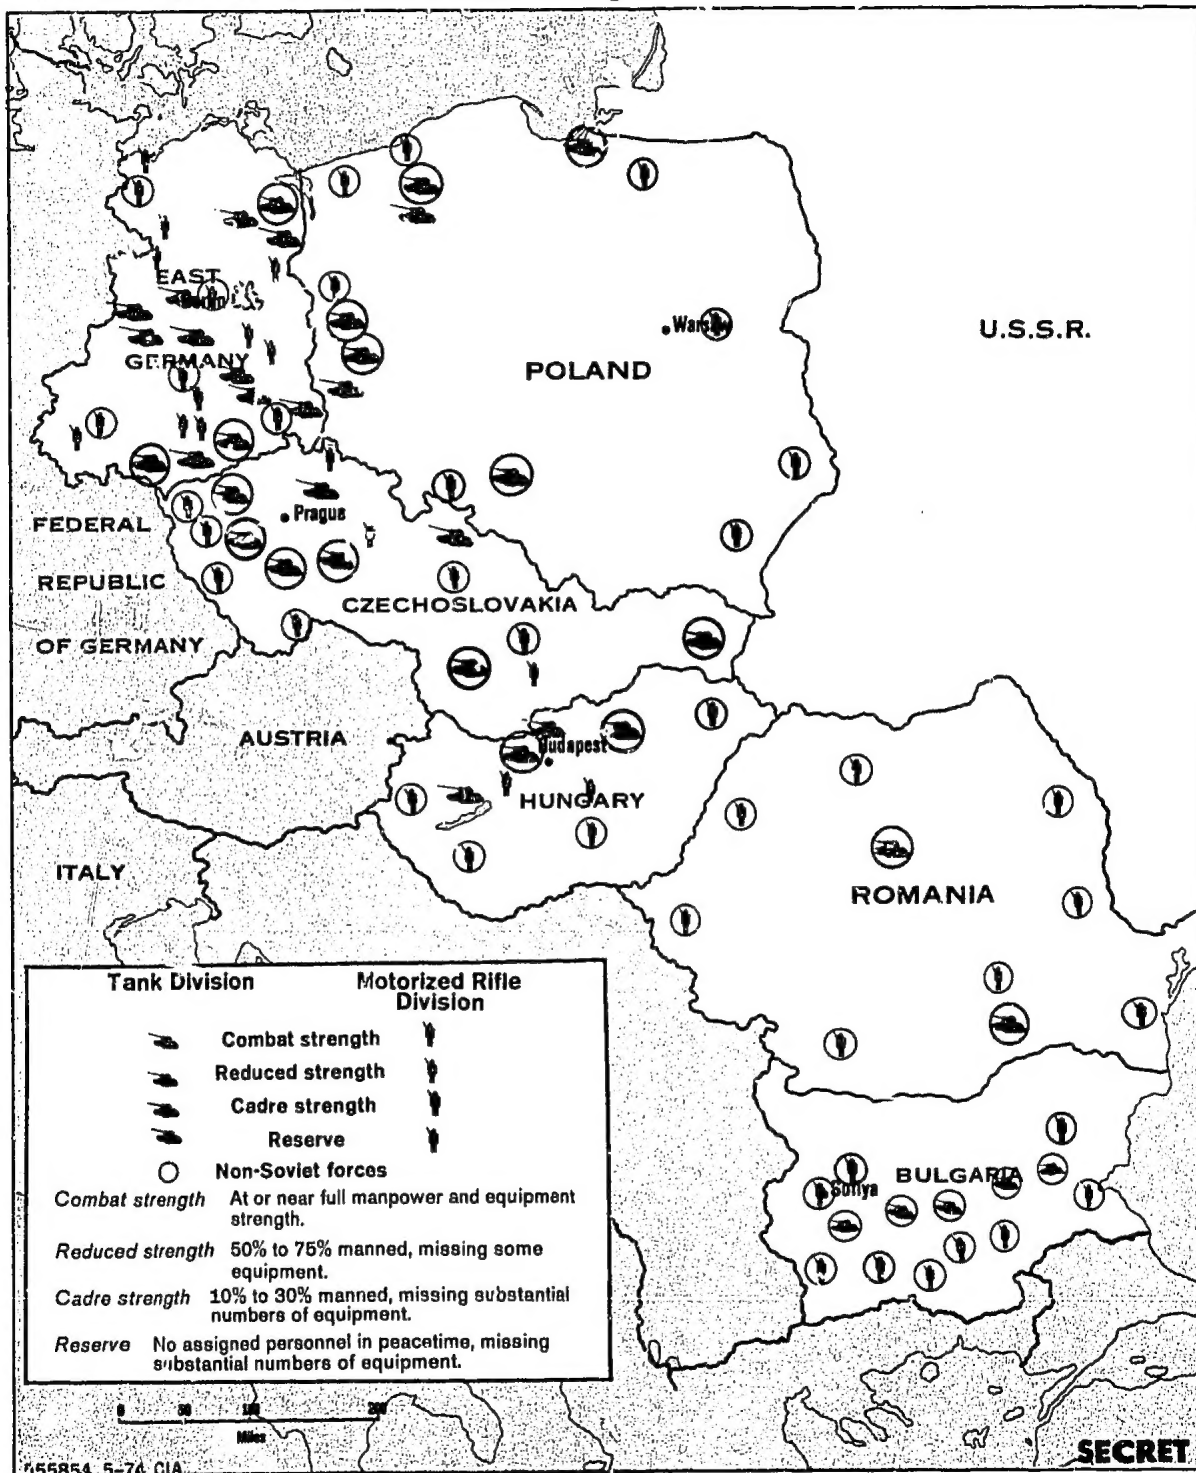 EAST
Berlin
GERMANY
Warsaw
POLAND
U.S.S.R.
FEDERAL
REPUBLIC
OF GERMANY
Prague
CZECHOSLOVAKIA
AUSTRIA
Budapest
HUNGARY
ITALY
ROMANIA
BULGARIA
Sofiya
Tank Division
Motorized Rifle
Division
Combat strength
Reduced strength
Cadre strength
Reserve
Non-Soviet forces
Combat strength At or near full manpower and equipment
strength.
Reduced strength 50% to 75% manned, missing some
equipment.
Cadre strength 10% to 30% manned, missing substantial
numbers of equipment.
Reserve No assigned personnel in peacetime, missing
substantial numbers of equipment.
0 50 100 200
Miles
555854 5-74 CIA
SECRET